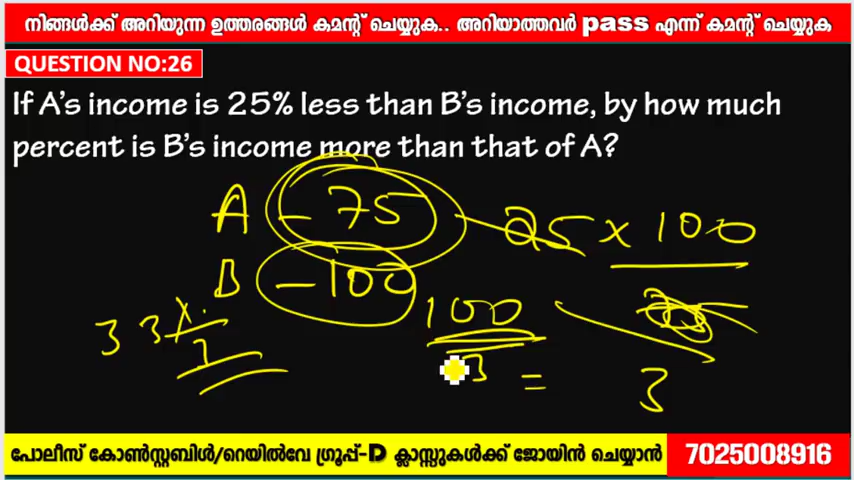 നിങ്ങൾക്ക് അറിയുന്ന ഉത്തരങ്ങൾ കമന്റ് ചെയ്യുക.. അറിയാത്തവർ pass എന്ന് കമന്റ് ചെയ്യുക
QUESTION NO:26
If A's income is 25% less than B's income, by how much
percent is B's income more than that of A?
A - 75 25 x 100
B - 100
100
3 = 3
33 1/3
പോലീസ് കോൺസ്റ്റബിൾ/റെയിൽവേ ഗ്രൂപ്പ്-D ക്ലാസ്സുകൾക്ക് ജോയിൻ ചെയ്യാൻ 7025008916